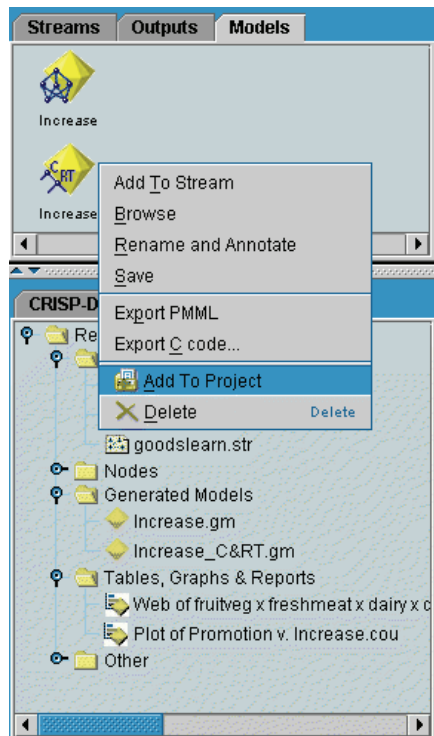 Streams Outputs Models
Increase
C RT
Increase
Add To Stream
Browse
Rename and Annotate
Save
Export PMML
Export C code...
Add To Project
Delete Delete
CRISP-D
Re
goodslearn.str
Nodes
Generated Models
Increase.gm
Increase_C&RT.gm
Tables, Graphs & Reports
Web of fruitveg x freshmeat x dairy x c
Plot of Promotion v. Increase.cou
Other